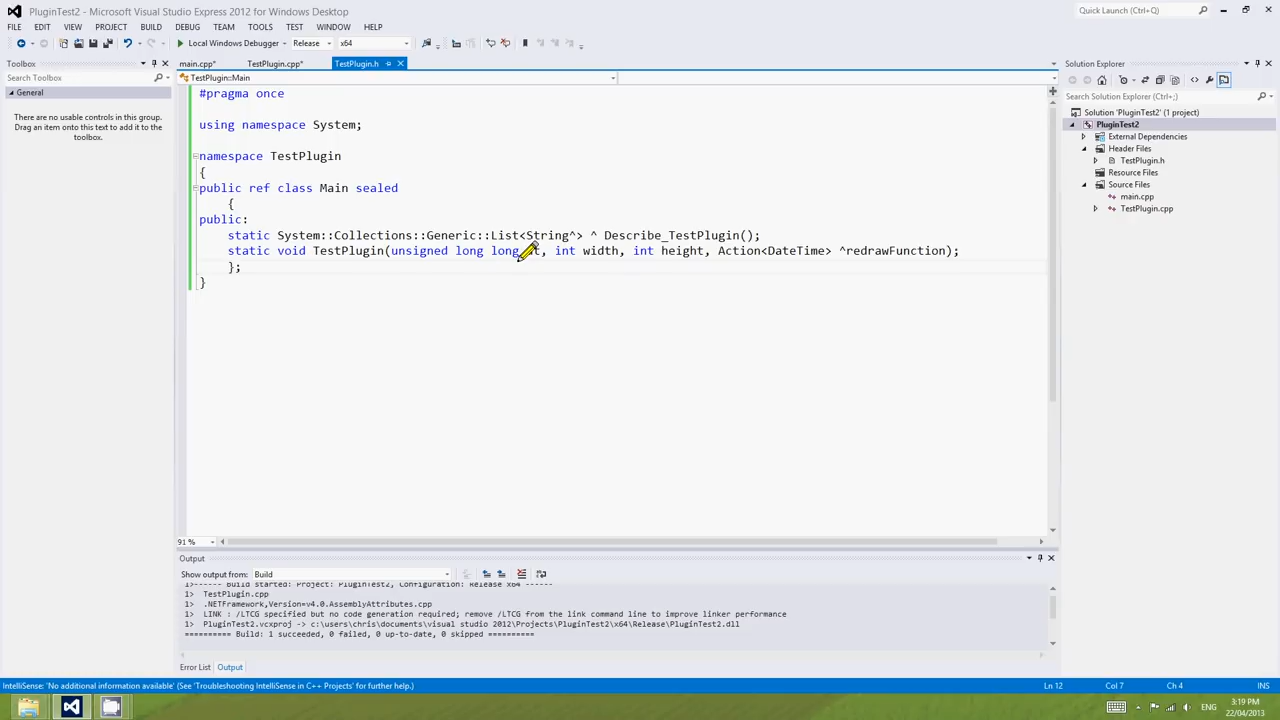 PluginTest2 - Microsoft Visual Studio Express 2012 for Windows Desktop
Quick Launch (Ctrl+Q)
FILE EDIT VIEW PROJECT BUILD DEBUG TEAM TOOLS TEST WINDOW HELP
Local Windows Debugger Release x64
Toolbox
Search Toolbox
General
There are no usable controls in this group.
Drag an item onto this text to add it to the
toolbox.
main.cpp* TestPlugin.cpp* TestPlugin.h
TestPlugin::Main
#pragma once
using namespace System;
namespace TestPlugin
{
public ref class Main sealed
{
public:
static System::Collections::Generic::List<String^> ^ Describe_TestPlugin();
static void TestPlugin(unsigned long long t, int width, int height, Action<DateTime> ^redrawFunction);
};
}
91 %
Output
Show output from: Build
1>------ Build started: Project: PluginTest2, Configuration: Release x64 ------
1> TestPlugin.cpp
1> .NETFramework,Version=v4.0.AssemblyAttributes.cpp
1> LINK : /LTCG specified but no code generation required; remove /LTCG from the link command line to improve linker performance
1> PluginTest2.vcxproj -> c:\users\chris\documents\visual studio 2012\Projects\PluginTest2\x64\Release\PluginTest2.dll
========== Build: 1 succeeded, 0 failed, 0 up-to-date, 0 skipped ==========
Error List Output
Solution Explorer
Search Solution Explorer (Ctrl+;)
Solution 'PluginTest2' (1 project)
PluginTest2
External Dependencies
Header Files
TestPlugin.h
Resource Files
Source Files
main.cpp
TestPlugin.cpp
IntelliSense: 'No additional information available' (See 'Troubleshooting IntelliSense in C++ Projects' for further help.)
Ln 12 Col 7 Ch 4 INS
ENG
3:19 PM
22/04/2013